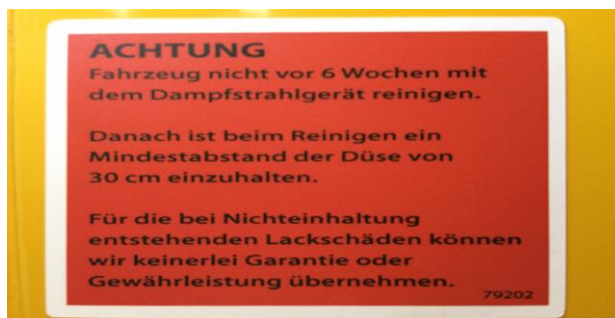 ACHTUNG
Fahrzeug nicht vor 6 Wochen mit
dem Dampfstrahlgerät reinigen.
Danach ist beim Reinigen ein
Mindestabstand der Düse von
30 cm einzuhalten.
Für die bei Nichteinhaltung
entstehenden Lackschäden können
wir keinerlei Garantie oder
Gewährleistung übernehmen.
79202